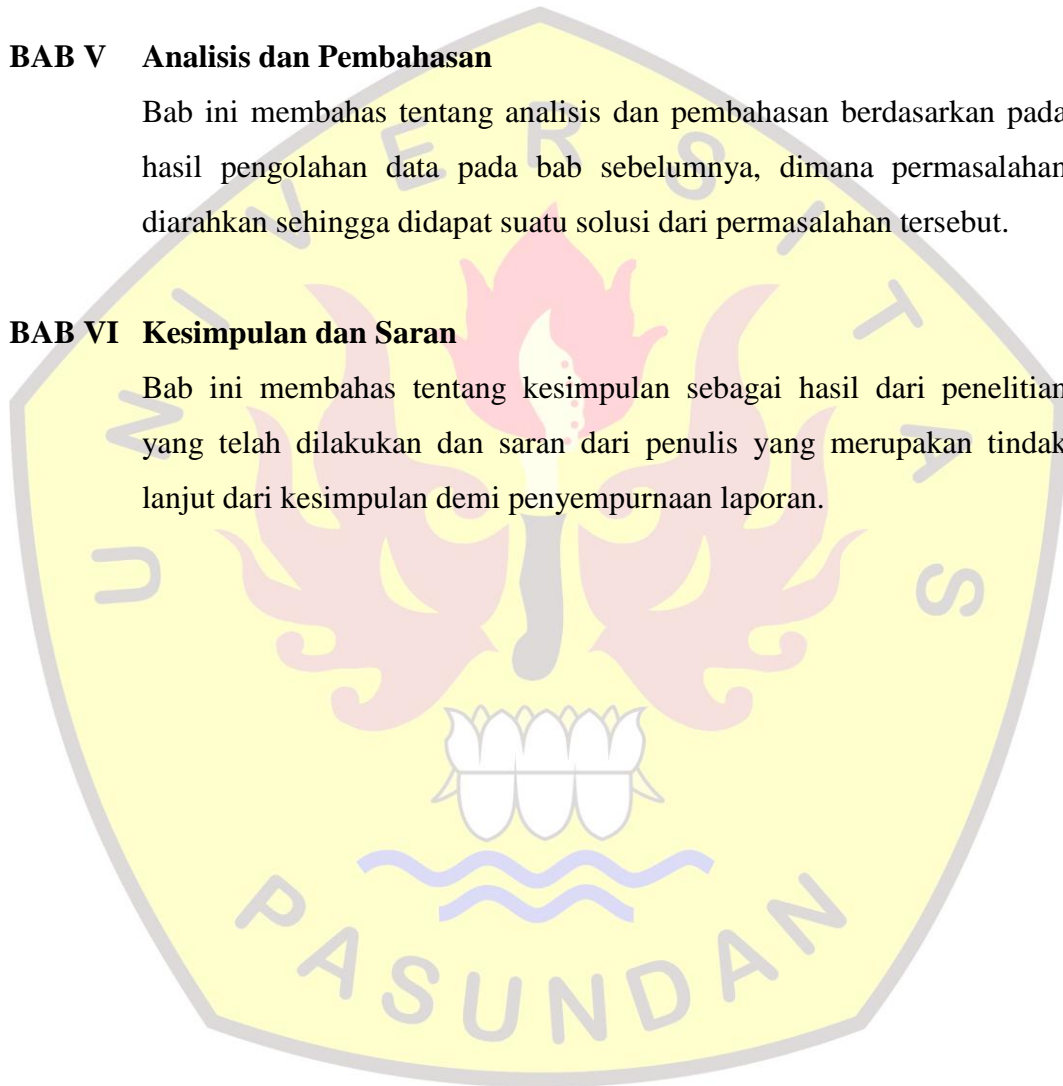 BAB V Analisis dan Pembahasan
Bab ini membahas tentang analisis dan pembahasan berdasarkan pada
hasil pengolahan data pada bab sebelumnya, dimana permasalahan
diarahkan sehingga didapat suatu solusi dari permasalahan tersebut.
BAB VI Kesimpulan dan Saran
Bab ini membahas tentang kesimpulan sebagai hasil dari penelitian
yang telah dilakukan dan saran dari penulis yang merupakan tindak
lanjut dari kesimpulan demi penyempurnaan laporan.
UNIVERSITAS
PASUNDAN